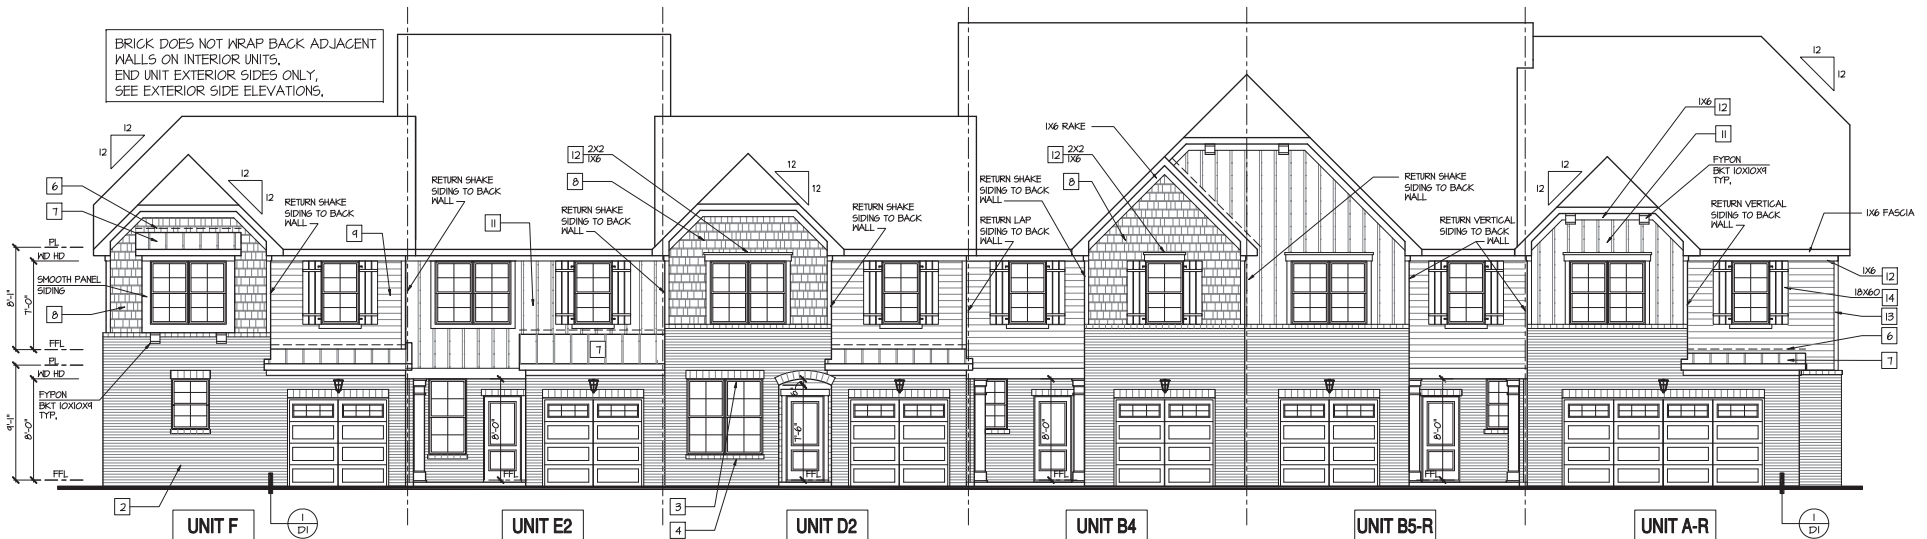 BRICK DOES NOT WRAP BACK ADJACENT
WALLS ON INTERIOR UNITS.
END UNIT EXTERIOR SIDES ONLY,
SEE EXTERIOR SIDE ELEVATIONS.
12
12
12
12
6
7
RETURN SHAKE
SIDING TO BACK
WALL
9
PL
WD HD
SMOOTH PANEL
SIDING
8
8'-1"
7'-0"
FFL
PL
WD HD
FYPON
BKT 10X10X9
TYP.
9'-1"
8'-0"
FFL
2
1
D1
UNIT F
RETURN SHAKE
SIDING TO BACK
WALL
11
7
8'-0"
FFL
UNIT E2
12
2X2
1X6
8
RETURN SHAKE
SIDING TO BACK
WALL
12
12
RETURN SHAKE
SIDING TO BACK
WALL
6"
7'-6"
FFL
3
4
UNIT D2
1X6 RAKE
12
2X2
1X6
8
RETURN SHAKE
SIDING TO BACK
WALL
RETURN LAP
SIDING TO BACK
WALL
8'-0"
FFL
UNIT B4
RETURN SHAKE
SIDING TO BACK
WALL
RETURN VERTICAL
SIDING TO BACK
WALL
8'-0"
FFL
UNIT B5-R
12
12
12
12
1X6
12
11
FYPON
BKT 10X10X9
TYP.
RETURN VERTICAL
SIDING TO BACK
WALL
1X6 FASCIA
1X6
12
18X60
14
13
6
7
1
D1
UNIT A-R